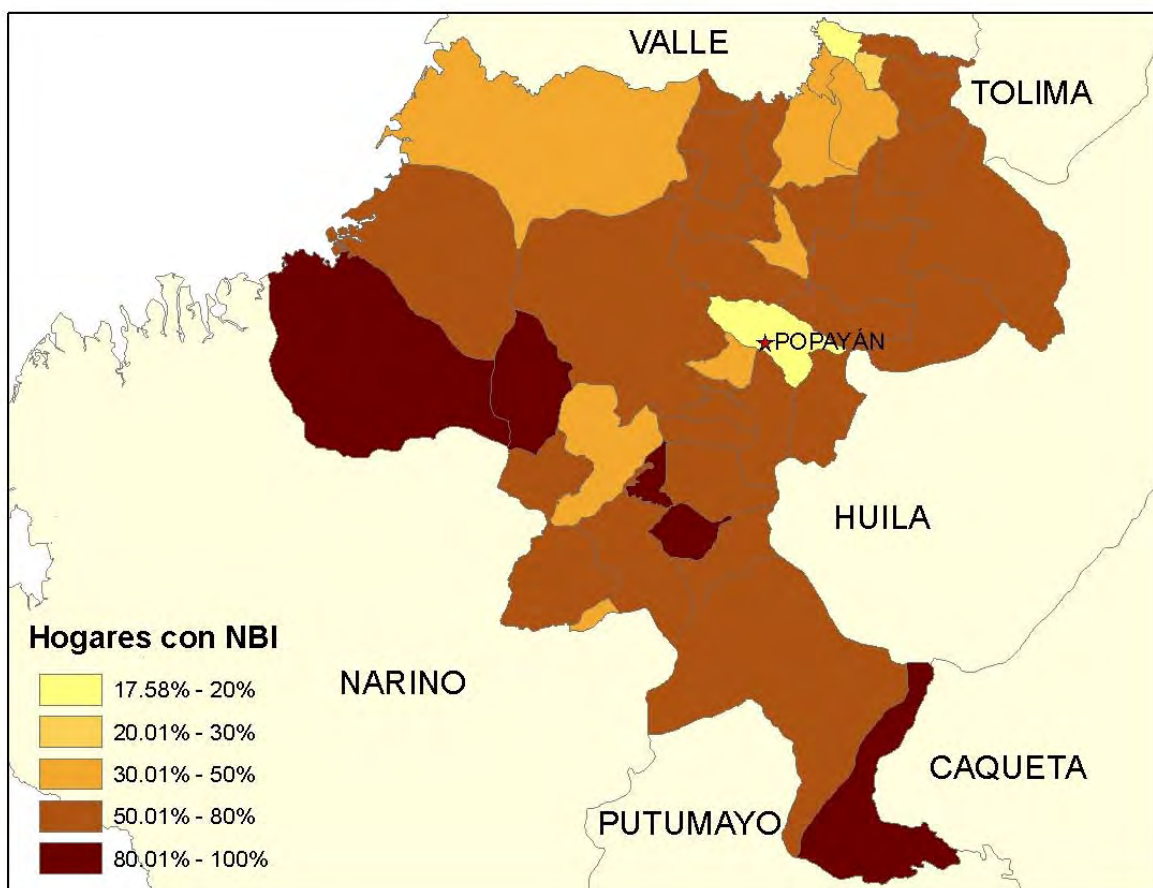 VALLE
TOLIMA
POPAYÁN
HUILA
Hogares con NBI
17.58% - 20%
20.01% - 30%
30.01% - 50%
50.01% - 80%
80.01% - 100%
NARINO
CAQUETA
PUTUMAYO